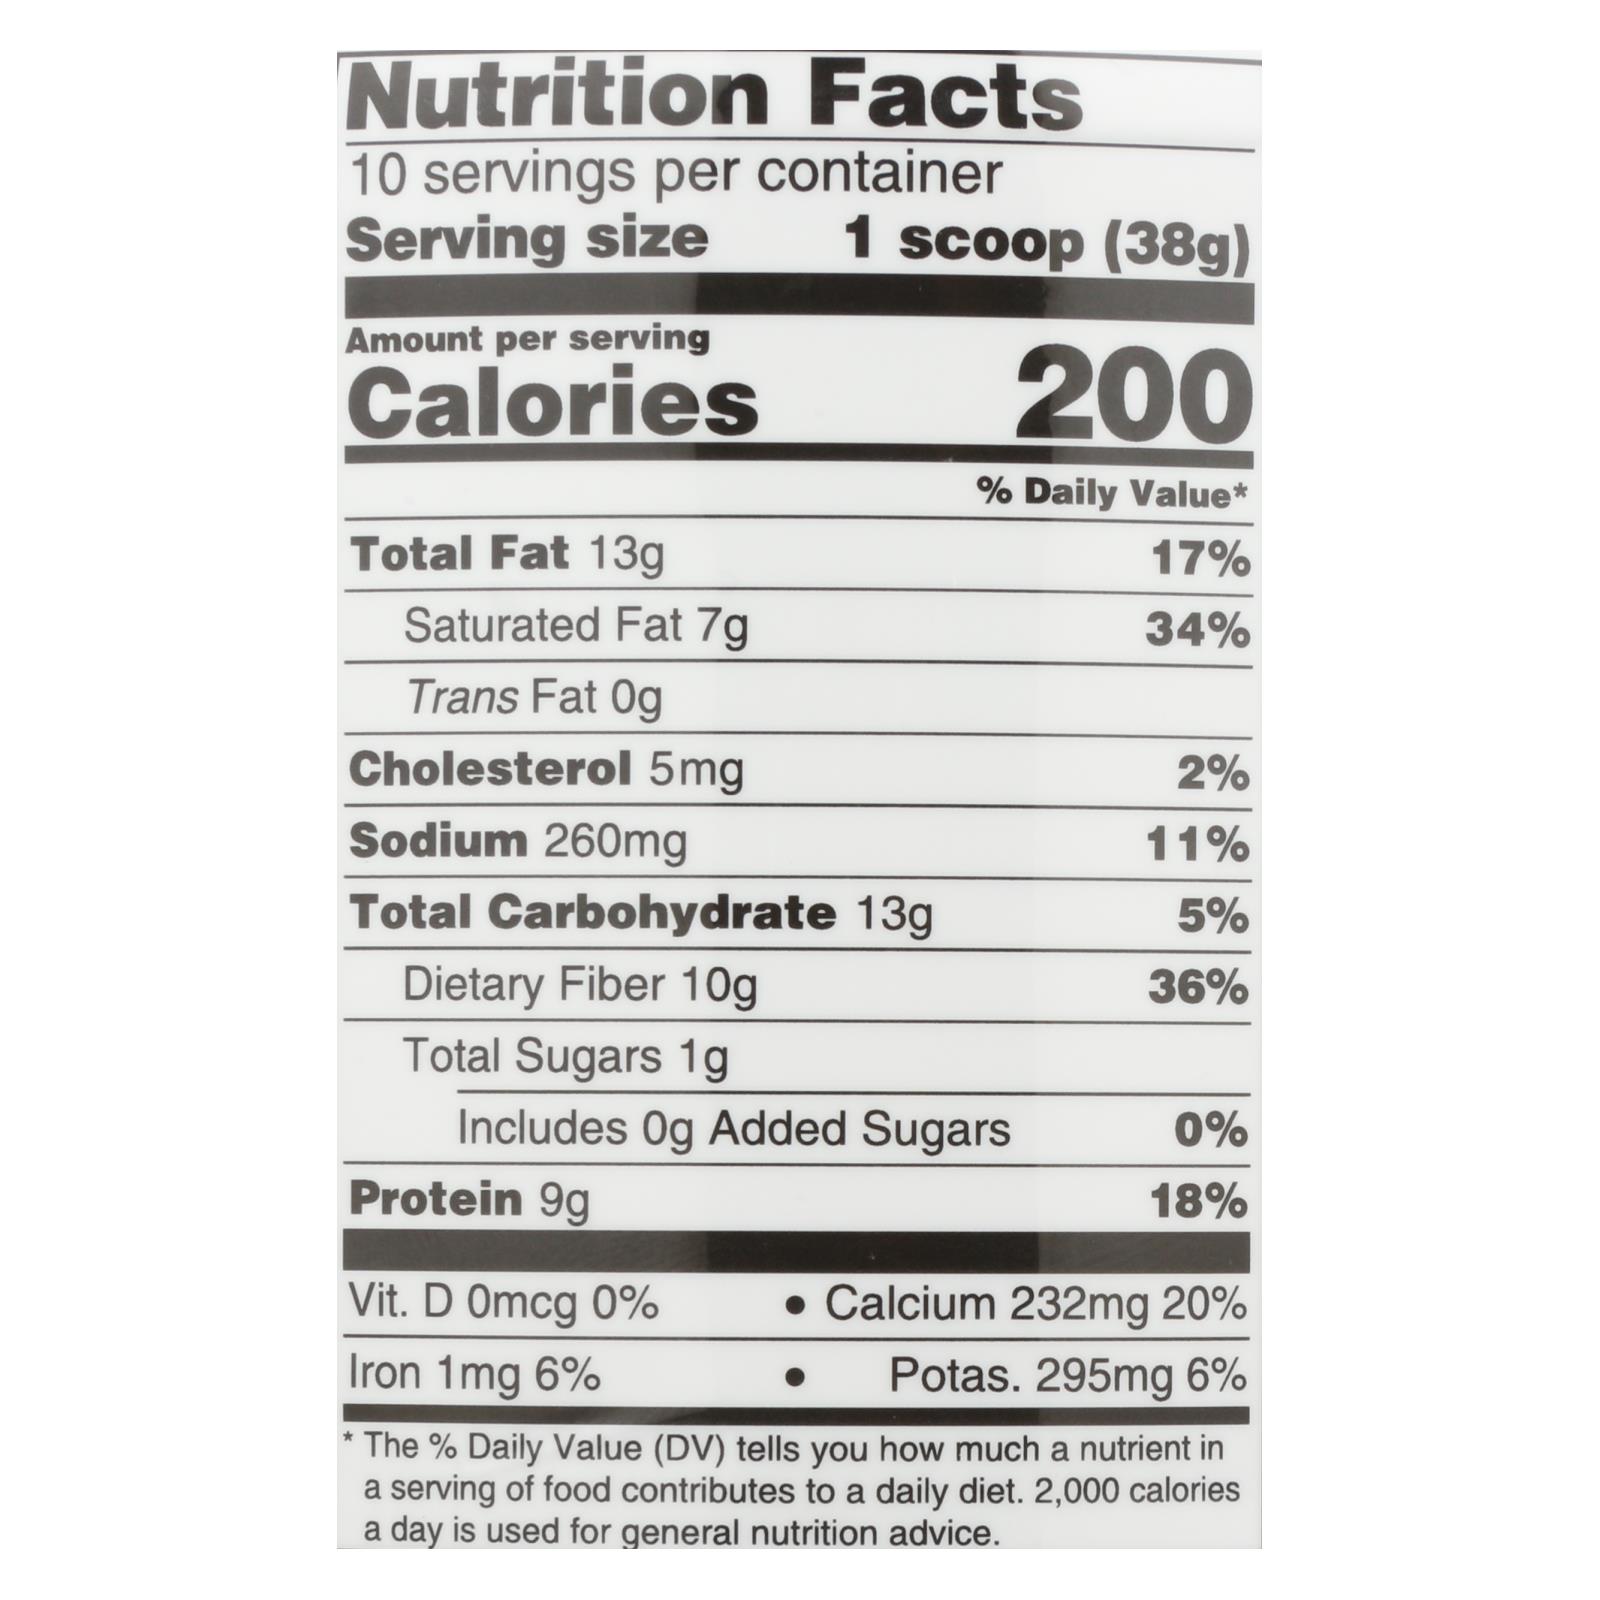 Nutrition Facts
10 servings per container
Serving size 1 scoop (38g)
Amount per serving
Calories 200
% Daily Value*
Total Fat 13g 17%
Saturated Fat 7g 34%
Trans Fat 0g
Cholesterol 5mg 2%
Sodium 260mg 11%
Total Carbohydrate 13g 5%
Dietary Fiber 10g 36%
Total Sugars 1g
Includes 0g Added Sugars 0%
Protein 9g 18%
Vit. D 0mcg 0% • Calcium 232mg 20%
Iron 1mg 6% • Potas. 295mg 6%
* The % Daily Value (DV) tells you how much a nutrient in
a serving of food contributes to a daily diet. 2,000 calories
a day is used for general nutrition advice.